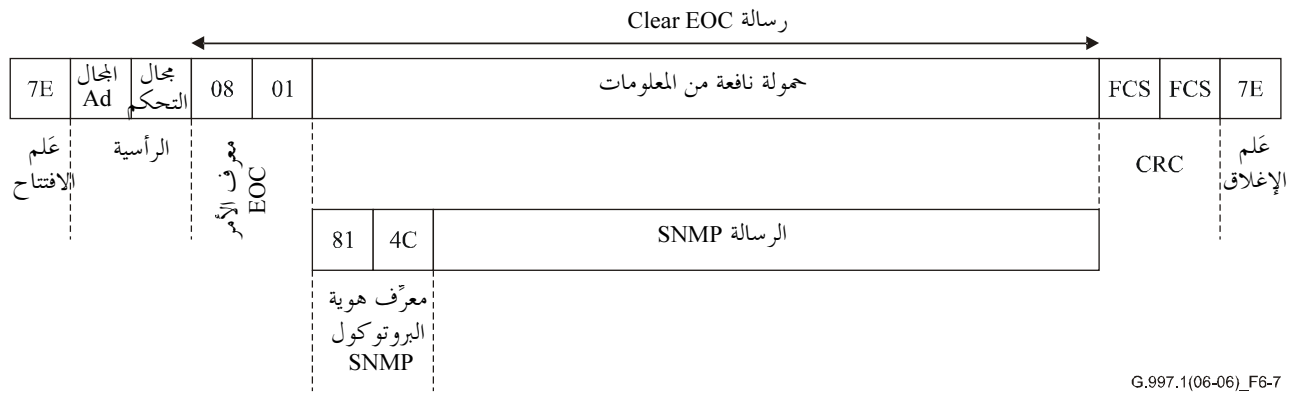 رسالة Clear EOC
7E
المجال
Ad
مجال
التحكم
08
01
حمولة نافعة من المعلومات
FCS
FCS
7E
عَلم
الافتتاح
الرأسية
معرف الأمر
EOC
CRC
عَلم
الإغلاق
81
4C
الرسالة SNMP
معرِّف هوية
البروتوكول
SNMP
G.997.1(06-06)_F6-7